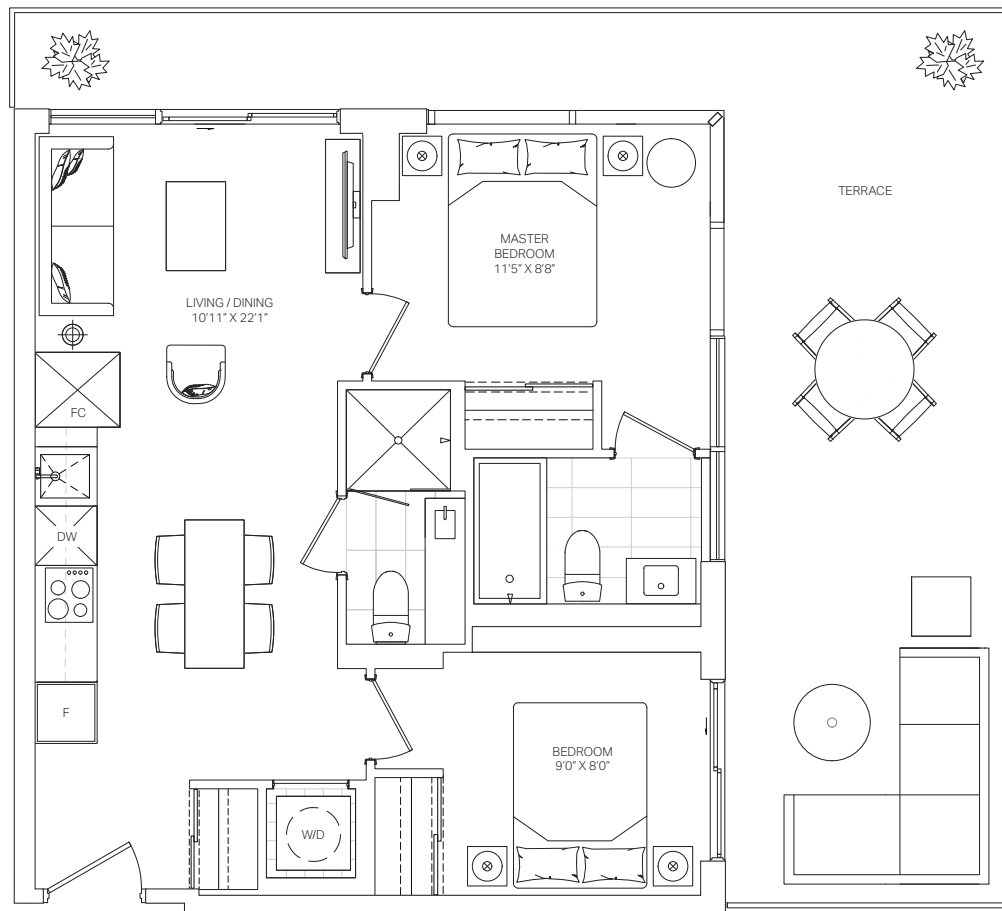 TERRACE
MASTER
BEDROOM
11'5" X 8'8"
LIVING / DINING
10'11" X 22'1"
FC
DW
F
BEDROOM
9'0" X 8'0"
W/D